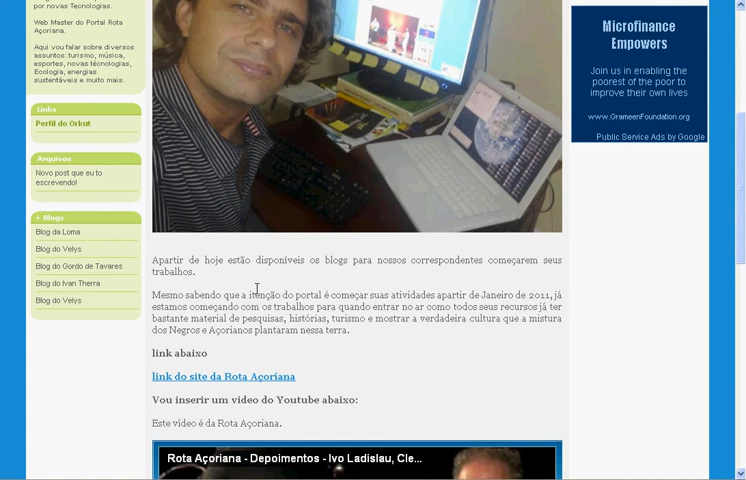 por novas Tecnologias.
Web Master do Portal Rota
Açoriana.
Aqui vou falar sobre diversos
assuntos: turismo, música,
esportes, novas técnologias,
Ecologia, energias
sustentáveis e muito mais.
Links
Perfil do Orkut
Arquivos
Novo post que eu to
escrevendo!
+ Blogs
Blog da Loma
Blog do Velys
Blog do Gordo de Tavares
Blog do Ivan Therra
Blog do Velys
Apartir de hoje estão disponíveis os blogs para nossos correspondentes começarem seus
trabalhos.
Mesmo sabendo que a itenção do portal é começar suas atividades apartir de Janeiro de 2011, já
estamos começando com os trabalhos para quando entrar no ar como todos seus recursos já ter
bastante material de pesquisas, histórias, turismo e mostrar a verdadeira cultura que a mistura
dos Negros e Açorianos plantaram nessa terra.
link abaixo
link do site da Rota Açoriana
Vou inserir um video do Youtube abaixo:
Este vídeo é da Rota Açoriana.
Rota Açoriana - Depoimentos - Ivo Ladislau, Cle...
Microfinance
Empowers
Join us in enabling the
poorest of the poor to
improve their own lives
www.GrameenFoundation.org
Public Service Ads by Google